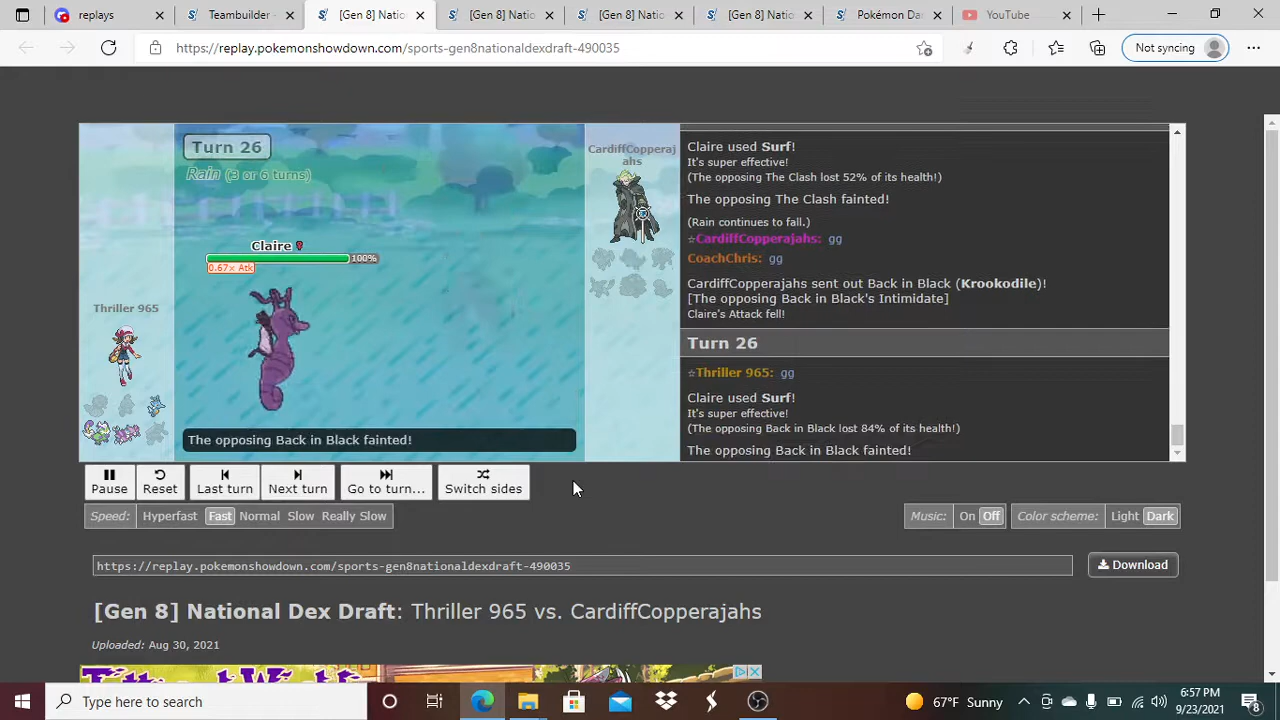 replays
Teambuilder -
[Gen 8] Natio
[Gen 8] Natio
[Gen 8] Natio
[Gen 8] Natio
Pokémon Da
YouTube
https://replay.pokemonshowdown.com/sports-gen8nationaldexdraft-490035
Not syncing
Turn 26
Rain (3 or 6 turns)
Claire
100%
0.67× Atk
Thriller 965
CardiffCopperaj
ahs
The opposing Back in Black fainted!
Claire used Surf!
It's super effective!
(The opposing The Clash lost 52% of its health!)
The opposing The Clash fainted!
(Rain continues to fall.)
☆CardiffCopperajahs: gg
CoachChris: gg
CardiffCopperajahs sent out Back in Black (Krookodile)!
[The opposing Back in Black's Intimidate]
Claire's Attack fell!
Turn 26
☆Thriller 965: gg
Claire used Surf!
It's super effective!
(The opposing Back in Black lost 84% of its health!)
The opposing Back in Black fainted!
Pause
Reset
Last turn
Next turn
Go to turn...
Switch sides
Speed: Hyperfast Fast Normal Slow Really Slow
Music: On Off
Color scheme: Light Dark
https://replay.pokemonshowdown.com/sports-gen8nationaldexdraft-490035
Download
[Gen 8] National Dex Draft: Thriller 965 vs. CardiffCopperajahs
Uploaded: Aug 30, 2021
Type here to search
67°F Sunny
6:57 PM
9/23/2021
8